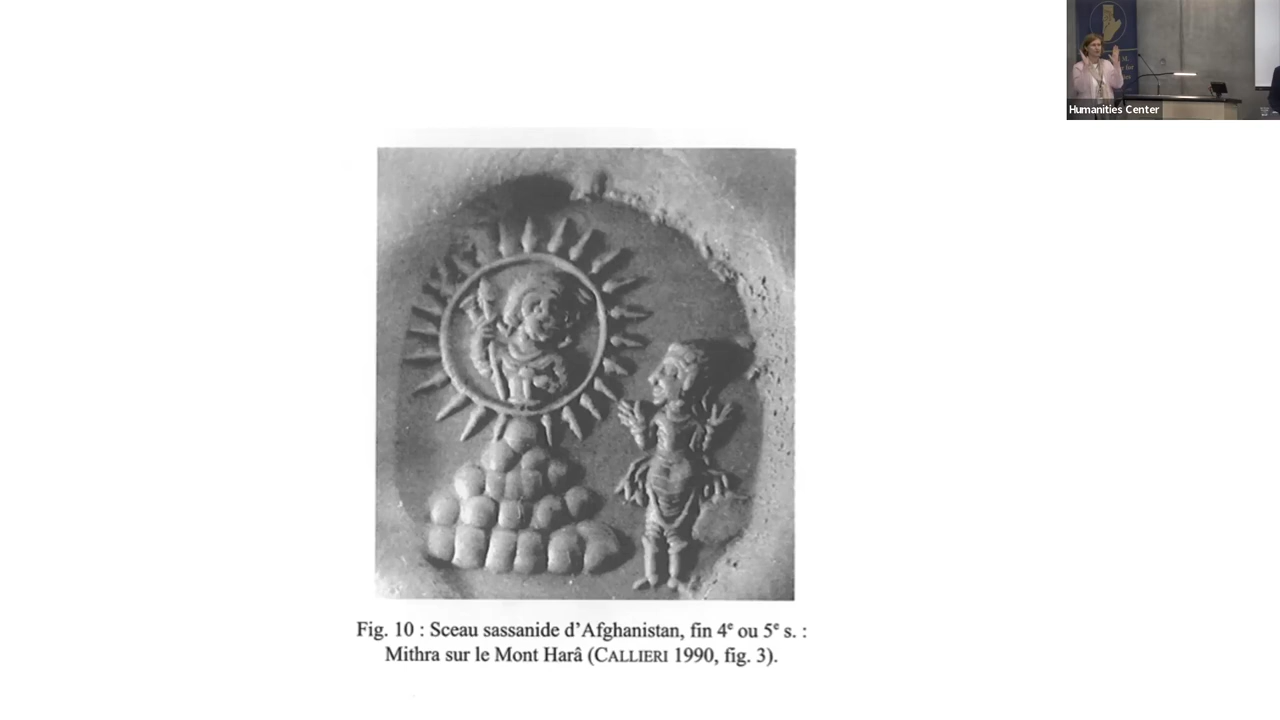 Humanities Center
Fig. 10 : Sceau sassanide d'Afghanistan, fin 4e ou 5e s. :
Mithra sur le Mont Harâ (CALLIERI 1990, fig. 3).